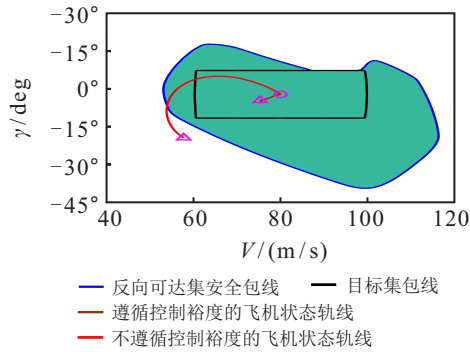 −30°
−15°
0°
−15°
−30°
−45°
γ/deg
40 60 80 100 120
V/(m/s)
反向可达集安全包线 目标集包线
遵循控制裕度的飞机状态轨线
不遵循控制裕度的飞机状态轨线